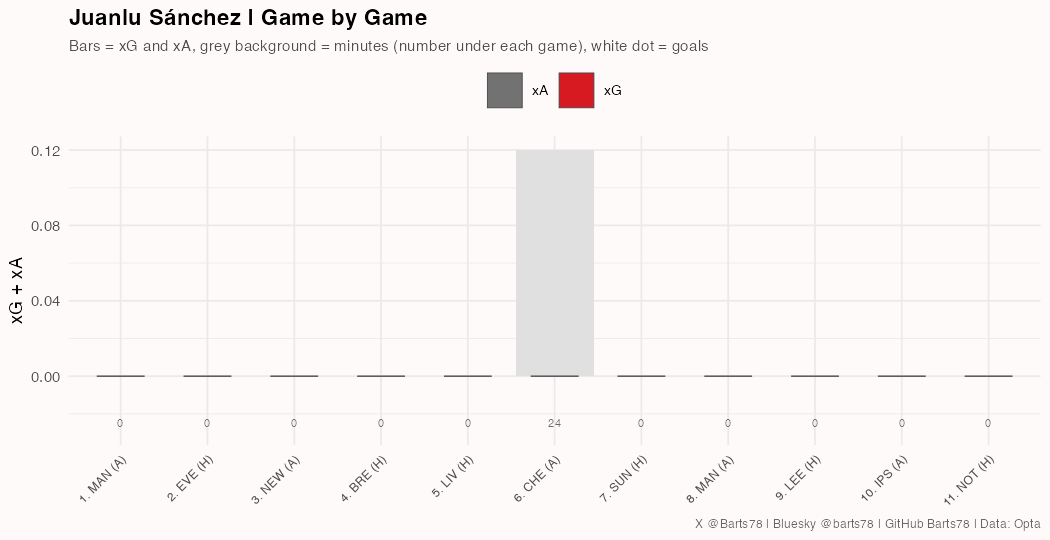 Juanlu Sánchez | Game by Game
Bars = xG and xA, grey background = minutes (number under each game), white dot = goals
xA xG
xG + xA
0.12
0.08
0.04
0.00
0 0 0 0 0 24 0 0 0 0 0
1. MAN (A) 2. EVE (H) 3. NEW (A) 4. BRE (H) 5. LIV (H) 6. CHE (A) 7. SUN (H) 8. MAN (A) 9. LEE (H) 10. IPS (A) 11. NOT (H)
X @Barts78 | Bluesky @barts78 | GitHub Barts78 | Data: Opta